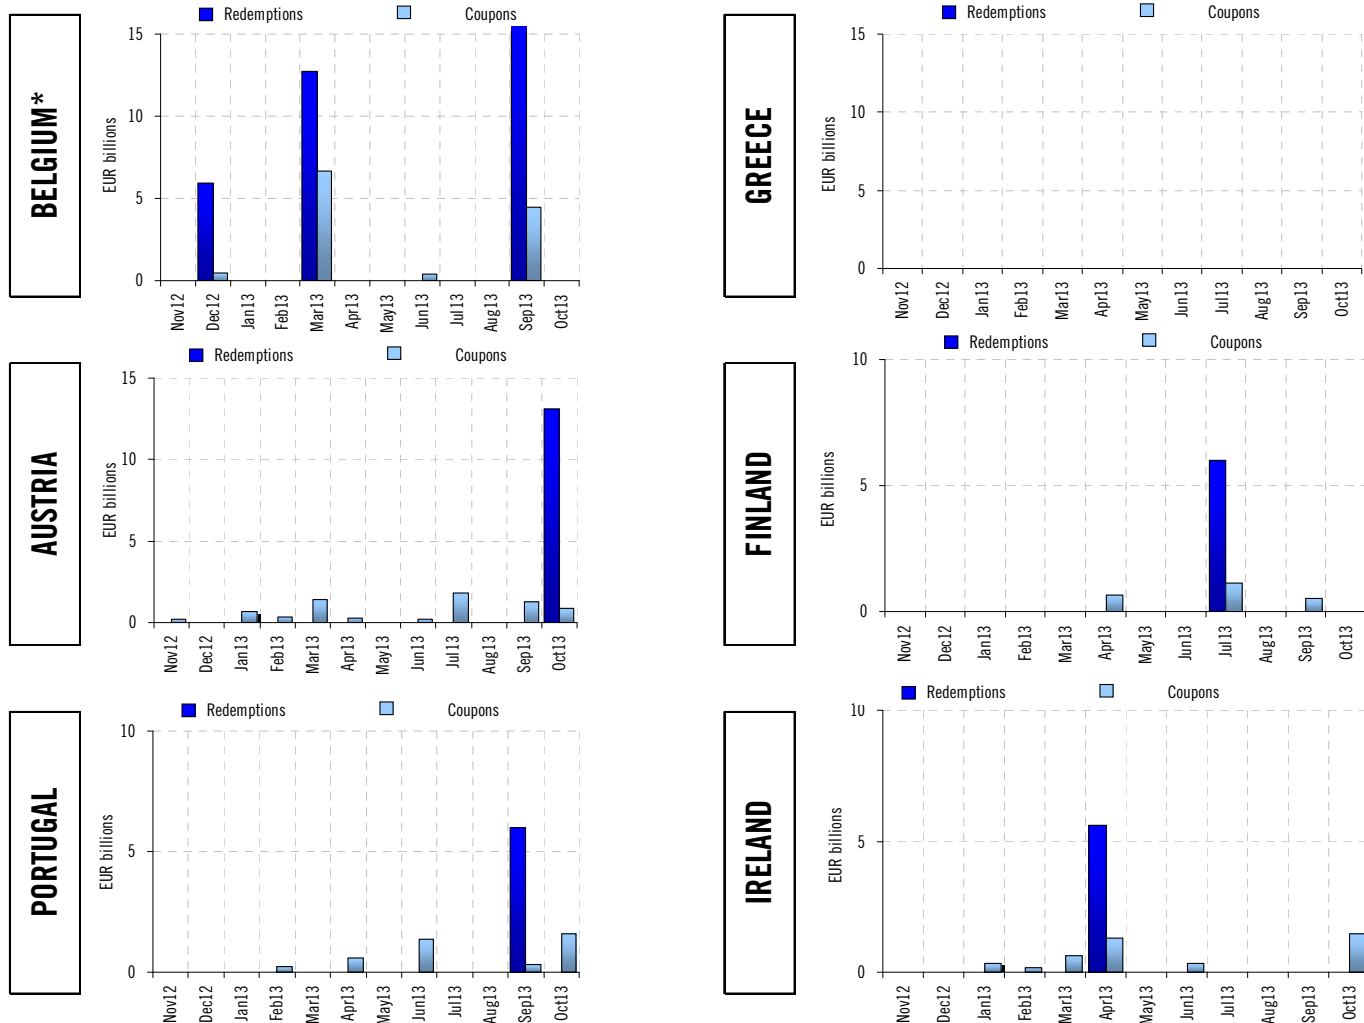 Redemptions Coupons
BELGIUM*
EUR billions
15
10
5
0
Nov12 Dec12 Jan13 Feb13 Mar13 Apr13 May13 Jun13 Jul13 Aug13 Sep13 Oct13
Redemptions Coupons
GREECE
EUR billions
15
10
5
0
Nov12 Dec12 Jan13 Feb13 Mar13 Apr13 May13 Jun13 Jul13 Aug13 Sep13 Oct13
Redemptions Coupons
AUSTRIA
EUR billions
15
10
5
0
Nov12 Dec12 Jan13 Feb13 Mar13 Apr13 May13 Jun13 Jul13 Aug13 Sep13 Oct13
Redemptions Coupons
FINLAND
EUR billions
10
5
0
Nov12 Dec12 Jan13 Feb13 Mar13 Apr13 May13 Jun13 Jul13 Aug13 Sep13 Oct13
Redemptions Coupons
PORTUGAL
EUR billions
10
5
0
Nov12 Dec12 Jan13 Feb13 Mar13 Apr13 May13 Jun13 Jul13 Aug13 Sep13 Oct13
Redemptions Coupons
IRELAND
EUR billions
10
5
0
Nov12 Dec12 Jan13 Feb13 Mar13 Apr13 May13 Jun13 Jul13 Aug13 Sep13 Oct13